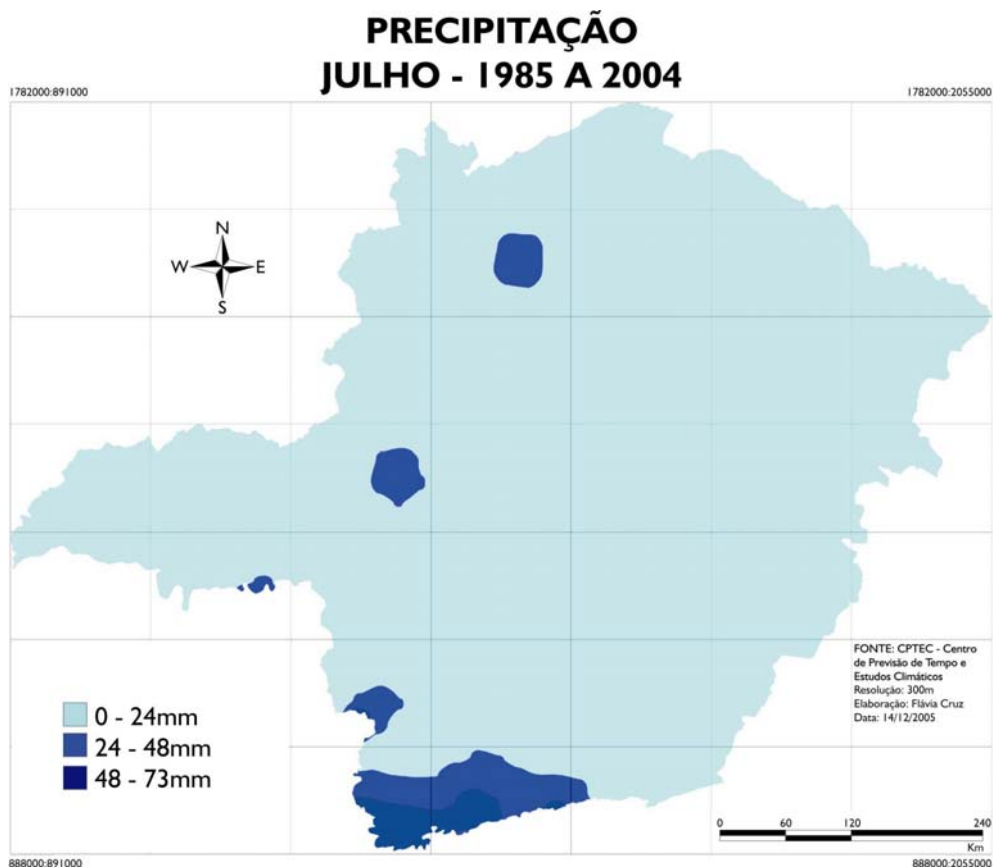 PRECIPITAÇÃO
JULHO - 1985 A 2004
1782000:891000
1782000:2055000
N
W
E
S
FONTE: CPTEC - Centro
de Previsão de Tempo e
Estudos Climáticos
Resolução: 300m
Elaboração: Flávia Cruz
Data: 14/12/2005
0 - 24mm
24 - 48mm
48 - 73mm
0 60 120 240
Km
888000:891000
888000:2055000